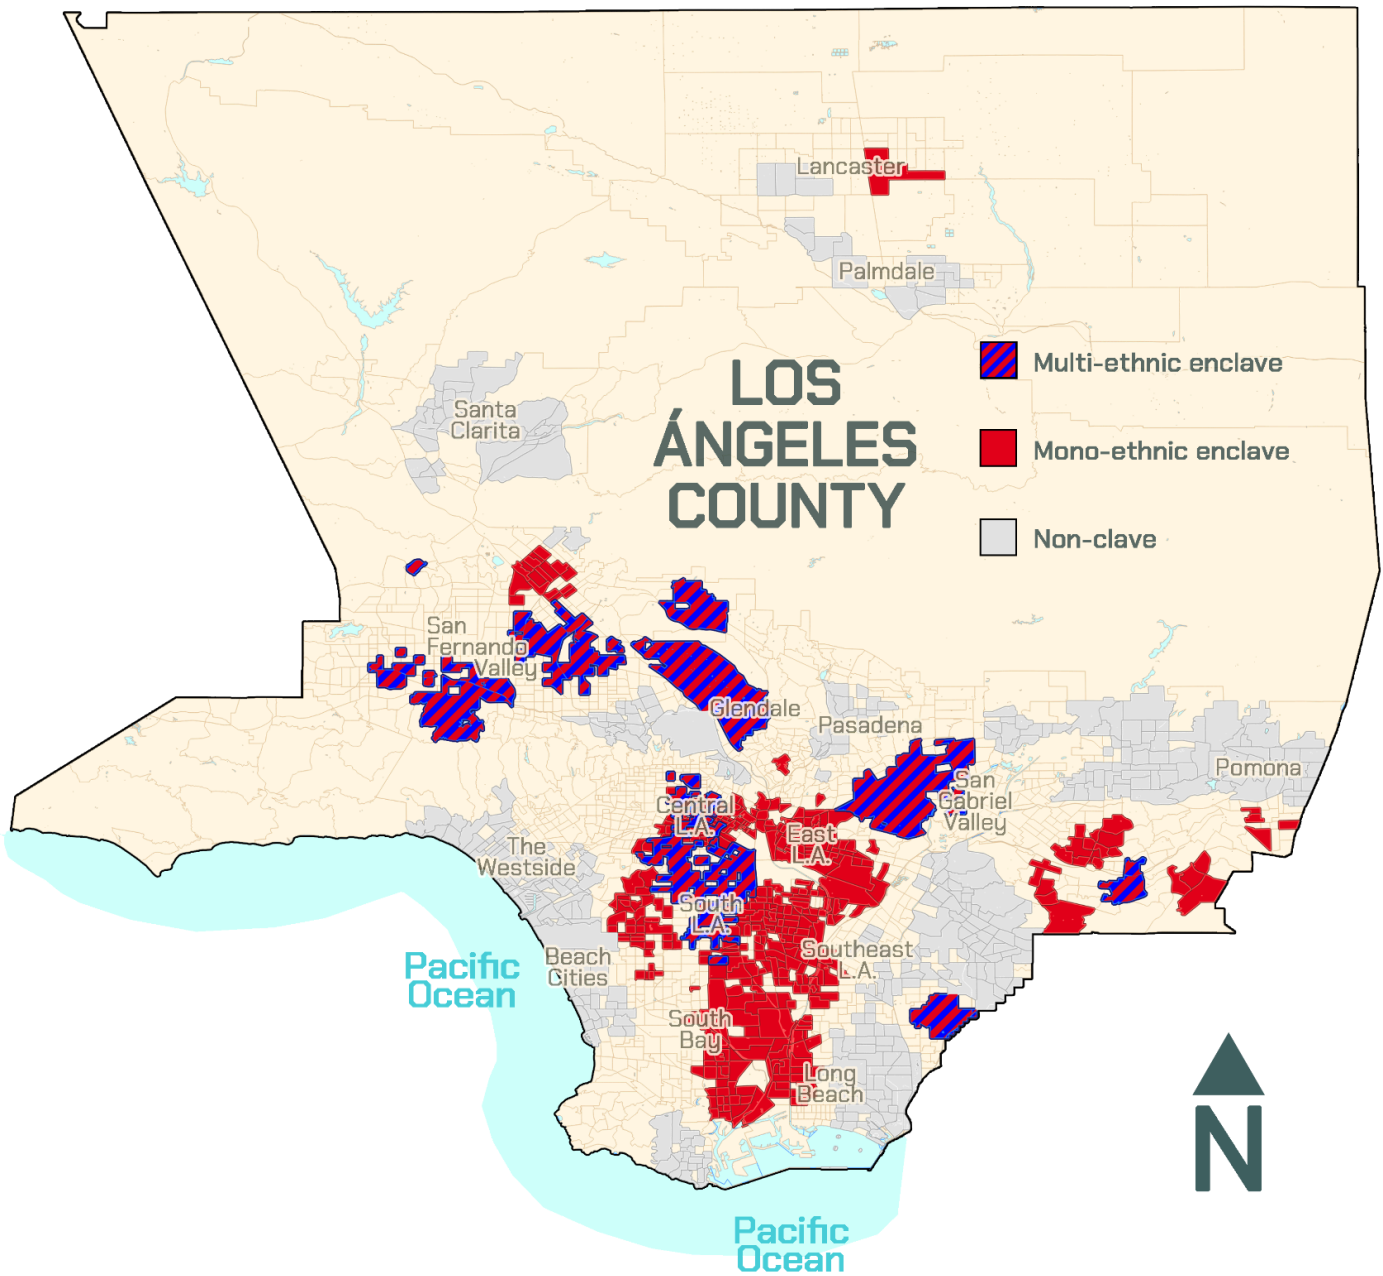 Lancaster
Palmdale
LOS
ÁNGELES
COUNTY
Multi-ethnic enclave
Mono-ethnic enclave
Non-clave
Santa
Clarita
San
Fernando
Valley
Glendale
Pasadena
Pomona
San
Gabriel
Valley
Central
L.A.
East
L.A.
The
Westside
South
L.A.
Southeast
L.A.
Beach
Cities
Pacific
Ocean
South
Bay
Long
Beach
N
Pacific
Ocean